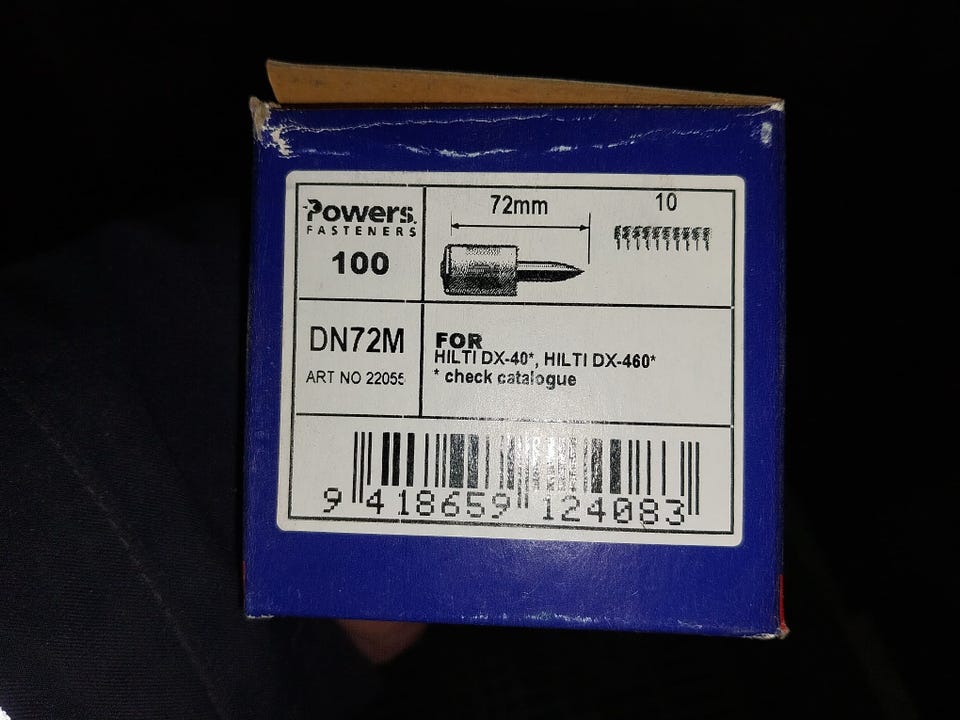 Powers
FASTENERS
100
72mm
10
DN72M
ART NO 22055
FOR
HILTI DX-40*, HILTI DX-460*
* check catalogue
9 418659 124083